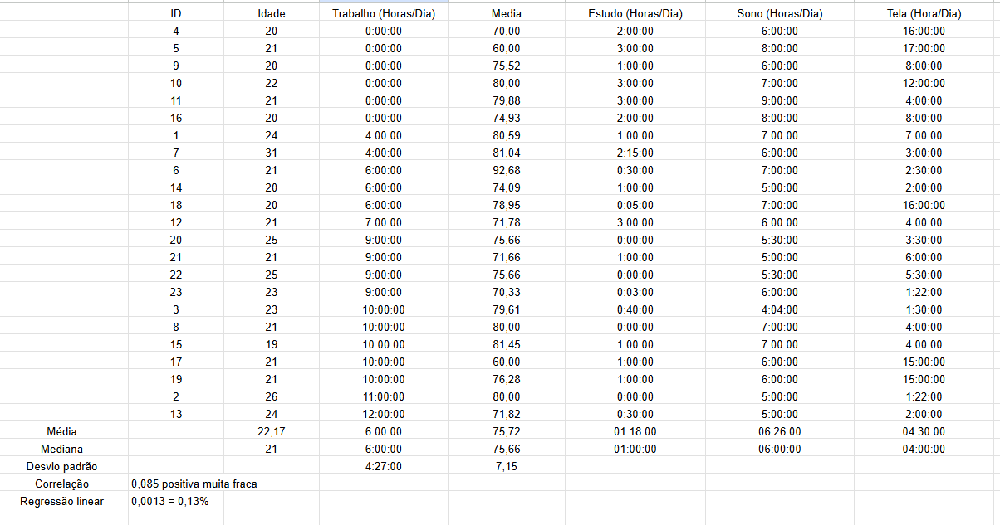 ID Idade Trabalho (Horas/Dia) Media Estudo (Horas/Dia) Sono (Horas/Dia) Tela (Hora/Dia)
4 20 0:00:00 70,00 2:00:00 6:00:00 16:00:00
5 21 0:00:00 60,00 3:00:00 8:00:00 17:00:00
9 20 0:00:00 75,52 1:00:00 6:00:00 8:00:00
10 22 0:00:00 80,00 3:00:00 7:00:00 12:00:00
11 21 0:00:00 79,88 3:00:00 9:00:00 4:00:00
16 20 0:00:00 74,93 2:00:00 8:00:00 8:00:00
1 24 4:00:00 80,59 1:00:00 7:00:00 7:00:00
7 31 4:00:00 81,04 2:15:00 6:00:00 3:00:00
6 21 6:00:00 92,68 0:30:00 7:00:00 2:30:00
14 20 6:00:00 74,09 1:00:00 5:00:00 2:00:00
18 20 6:00:00 78,95 0:05:00 7:00:00 16:00:00
12 21 7:00:00 71,78 3:00:00 6:00:00 4:00:00
20 25 9:00:00 75,66 0:00:00 5:30:00 3:30:00
21 21 9:00:00 71,66 1:00:00 5:00:00 6:00:00
22 25 9:00:00 75,66 0:00:00 5:30:00 5:30:00
23 23 9:00:00 70,33 0:03:00 6:00:00 1:22:00
3 23 10:00:00 79,61 0:40:00 4:04:00 1:30:00
8 21 10:00:00 80,00 0:00:00 7:00:00 4:00:00
15 19 10:00:00 81,45 1:00:00 7:00:00 4:00:00
17 21 10:00:00 60,00 1:00:00 6:00:00 15:00:00
19 21 10:00:00 76,28 1:00:00 6:00:00 15:00:00
2 26 11:00:00 80,00 0:00:00 5:00:00 1:22:00
13 24 12:00:00 71,82 0:30:00 5:00:00 2:00:00
Média 22,17 6:00:00 75,72 01:18:00 06:26:00 04:30:00
Mediana 21 6:00:00 75,66 01:00:00 06:00:00 04:00:00
Desvio padrão 4:27:00 7,15
Correlação 0,085 positiva muita fraca
Regressão linear 0,0013 = 0,13%